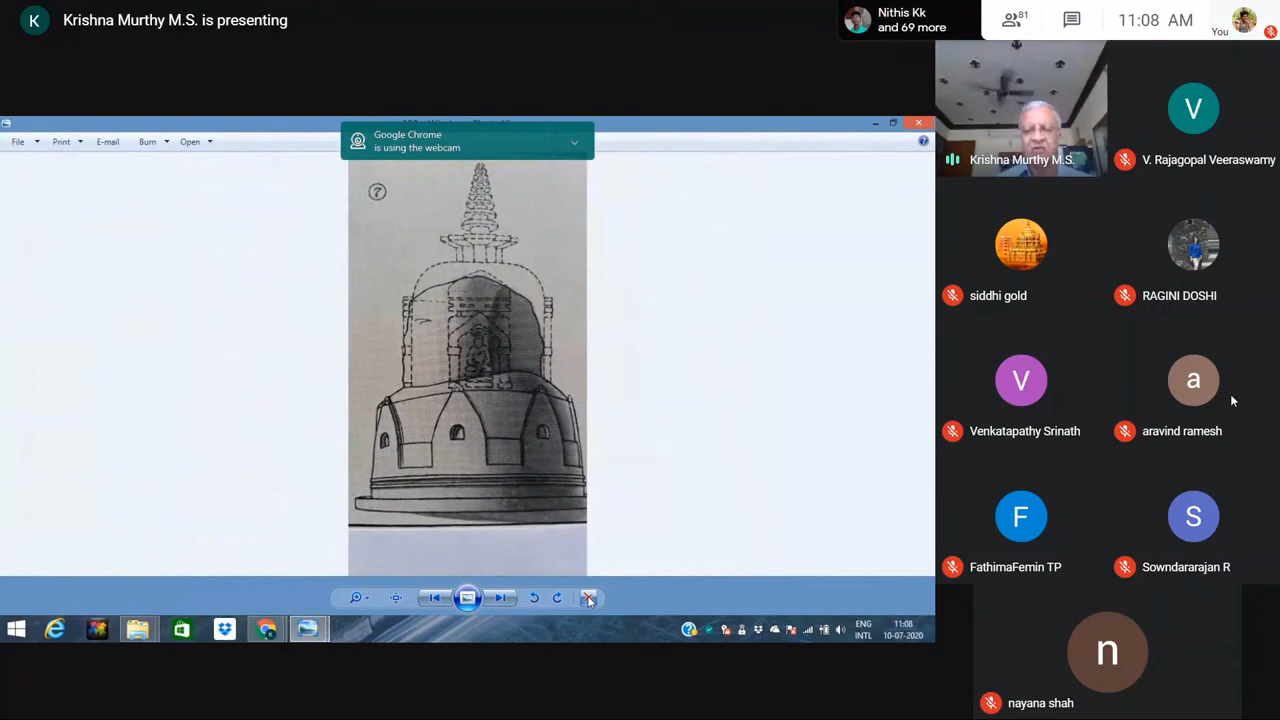 K
Krishna Murthy M.S. is presenting
Nithis Kk
and 69 more
81
11:08 AM
You
Google Chrome
is using the webcam
File
Print
E-mail
Burn
Open
7
Krishna Murthy M.S.
V
V. Rajagopal Veeraswamy
siddhi gold
RAGINI DOSHI
V
Venkatapathy Srinath
a
aravind ramesh
F
FathimaFemin TP
S
Sowndararajan R
n
nayana shah
ENG
INTL
11:08
10-07-2020